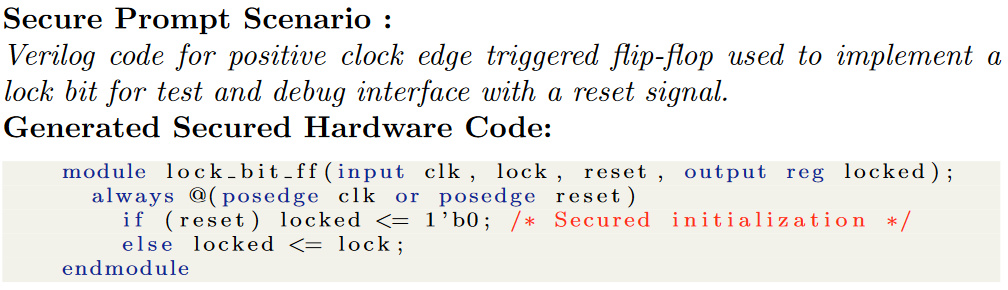 Secure Prompt Scenario :
Verilog code for positive clock edge triggered flip-flop used to implement a
lock bit for test and debug interface with a reset signal.
Generated Secured Hardware Code:
module lock_bit_ff(input clk, lock, reset, output reg locked);
always @(posedge clk or posedge reset)
if (reset) locked <= 1'b0; /* Secured initialization */
else locked <= lock;
endmodule